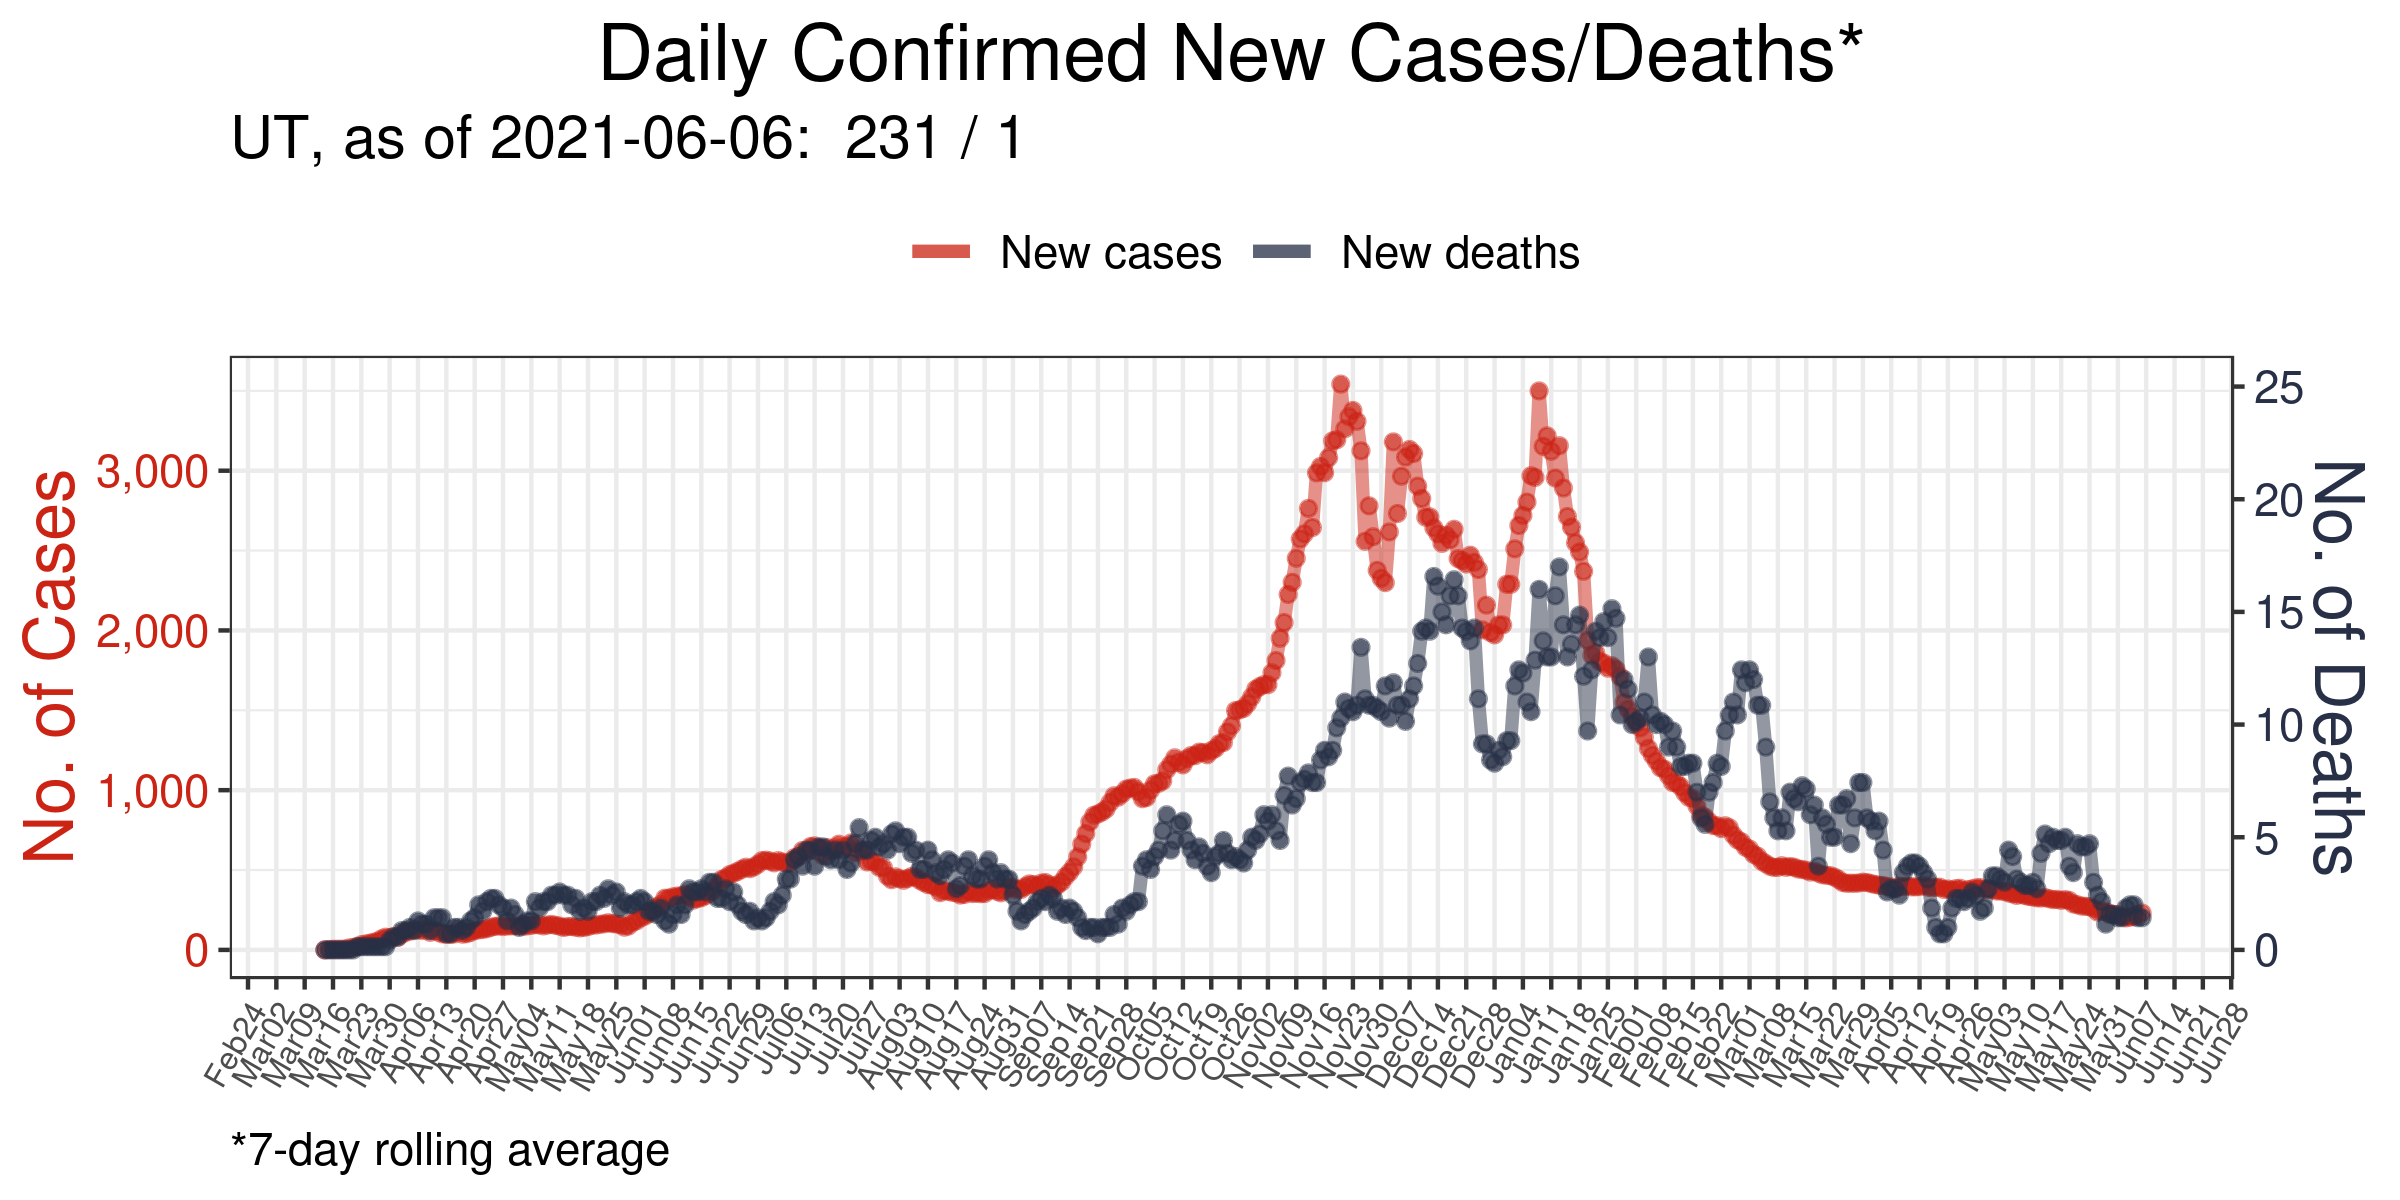 Daily Confirmed New Cases/Deaths*
UT, as of 2021-06-06:  231 / 1
New cases
New deaths
No. of Cases
3,000
2,000
1,000
0
25
20
15
10
5
0
No. of Deaths
Feb24
Mar02
Mar09
Mar16
Mar23
Mar30
Apr06
Apr13
Apr20
Apr27
May04
May11
May18
May25
Jun01
Jun08
Jun15
Jun22
Jun29
Jul06
Jul13
Jul20
Jul27
Aug03
Aug10
Aug17
Aug24
Aug31
Sep07
Sep14
Sep21
Sep28
Oct05
Oct12
Oct19
Oct26
Nov02
Nov09
Nov16
Nov23
Nov30
Dec07
Dec14
Dec21
Dec28
Jan04
Jan11
Jan18
Jan25
Feb01
Feb08
Feb15
Feb22
Mar01
Mar08
Mar15
Mar22
Mar29
Apr05
Apr12
Apr19
Apr26
May03
May10
May17
May24
May31
Jun07
Jun14
Jun21
Jun28
*7-day rolling average